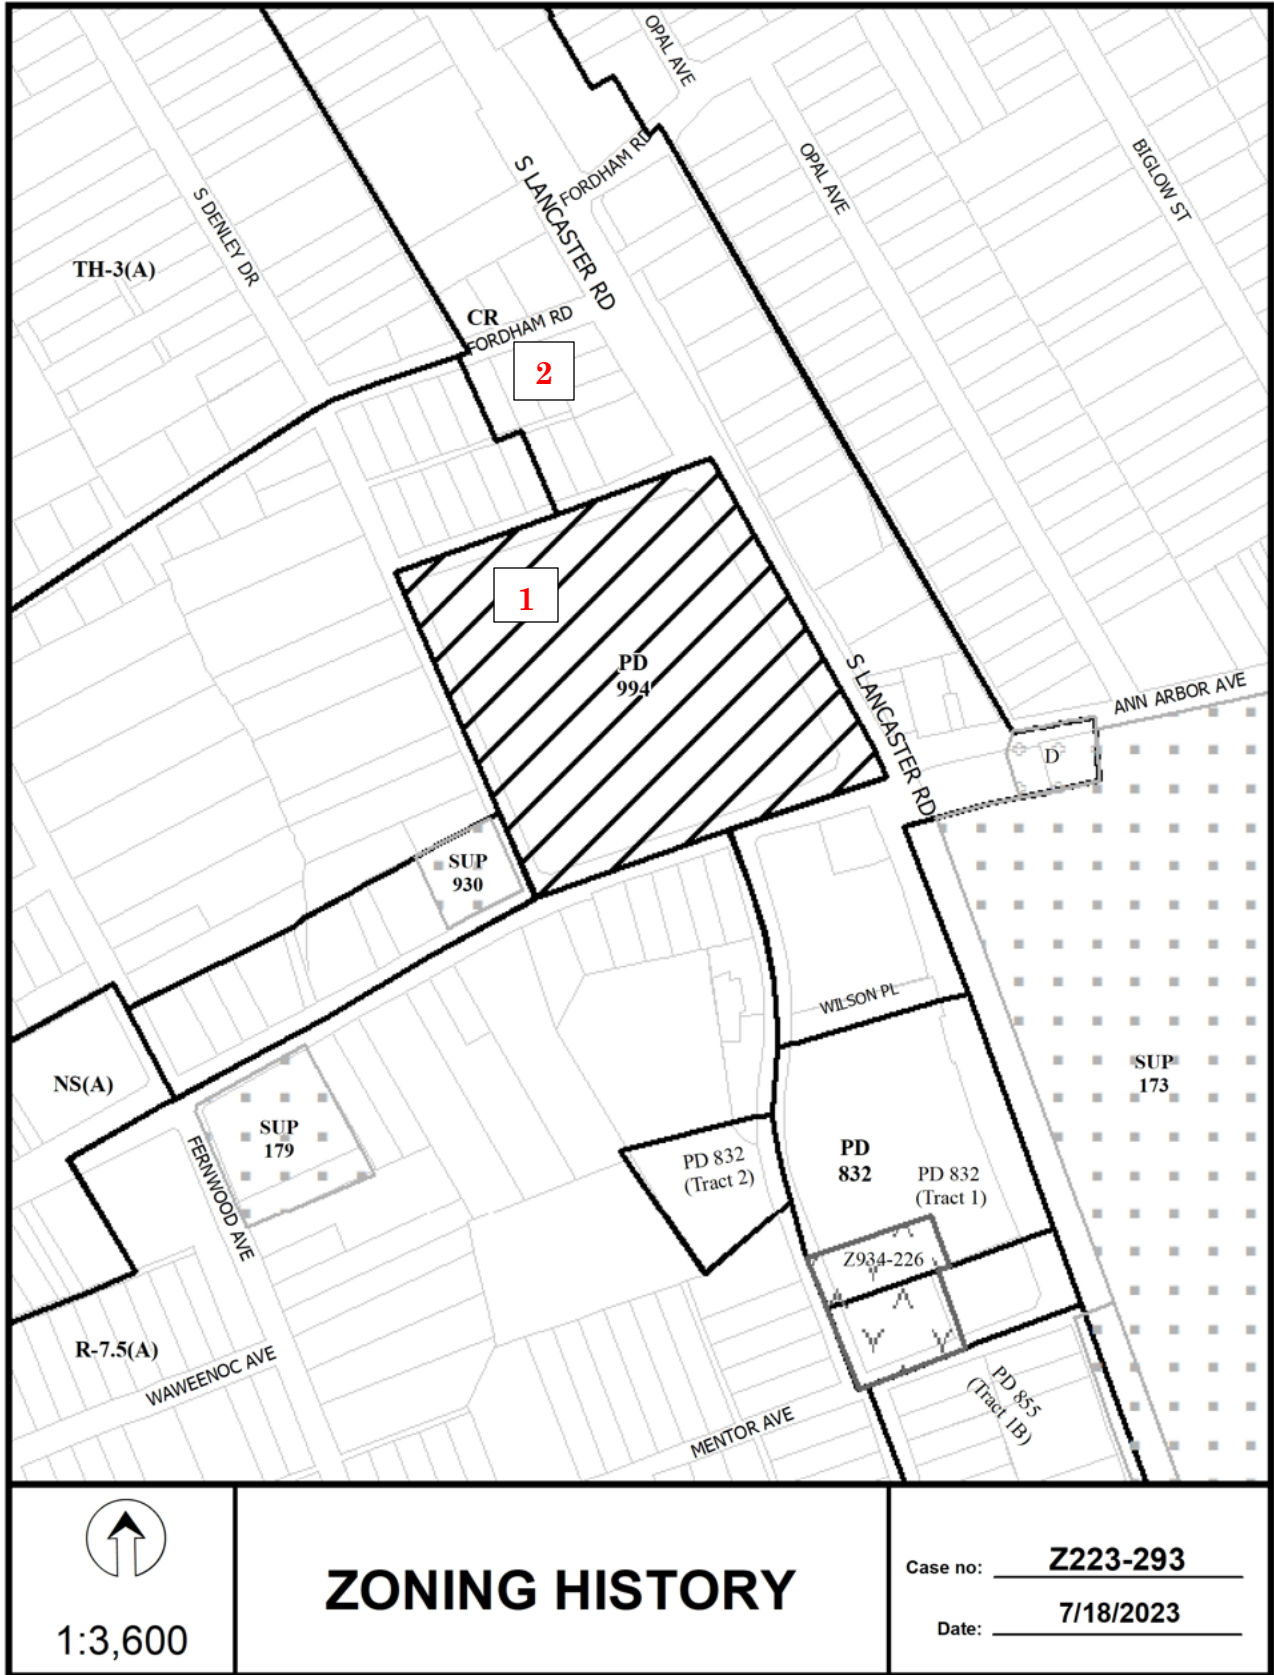 OPAL AVE
OPAL AVE
BIGLOW ST
FORDHAM RD
S LANCASTER RD
S DENLEY DR
TH-3(A)
CR
FORDHAM RD
2
1
PD
994
S LANCASTER RD
ANN ARBOR AVE
D
SUP
930
WILSON PL
NS(A)
SUP
173
SUP
179
FERNWOOD AVE
PD 832
(Tract 2)
PD
832
PD 832
(Tract 1)
Z934-226
R-7.5(A)
WAWEENOC AVE
MENTOR AVE
PD 855
(Tract 1B)
1:3,600
ZONING HISTORY
Case no: Z223-293
Date: 7/18/2023